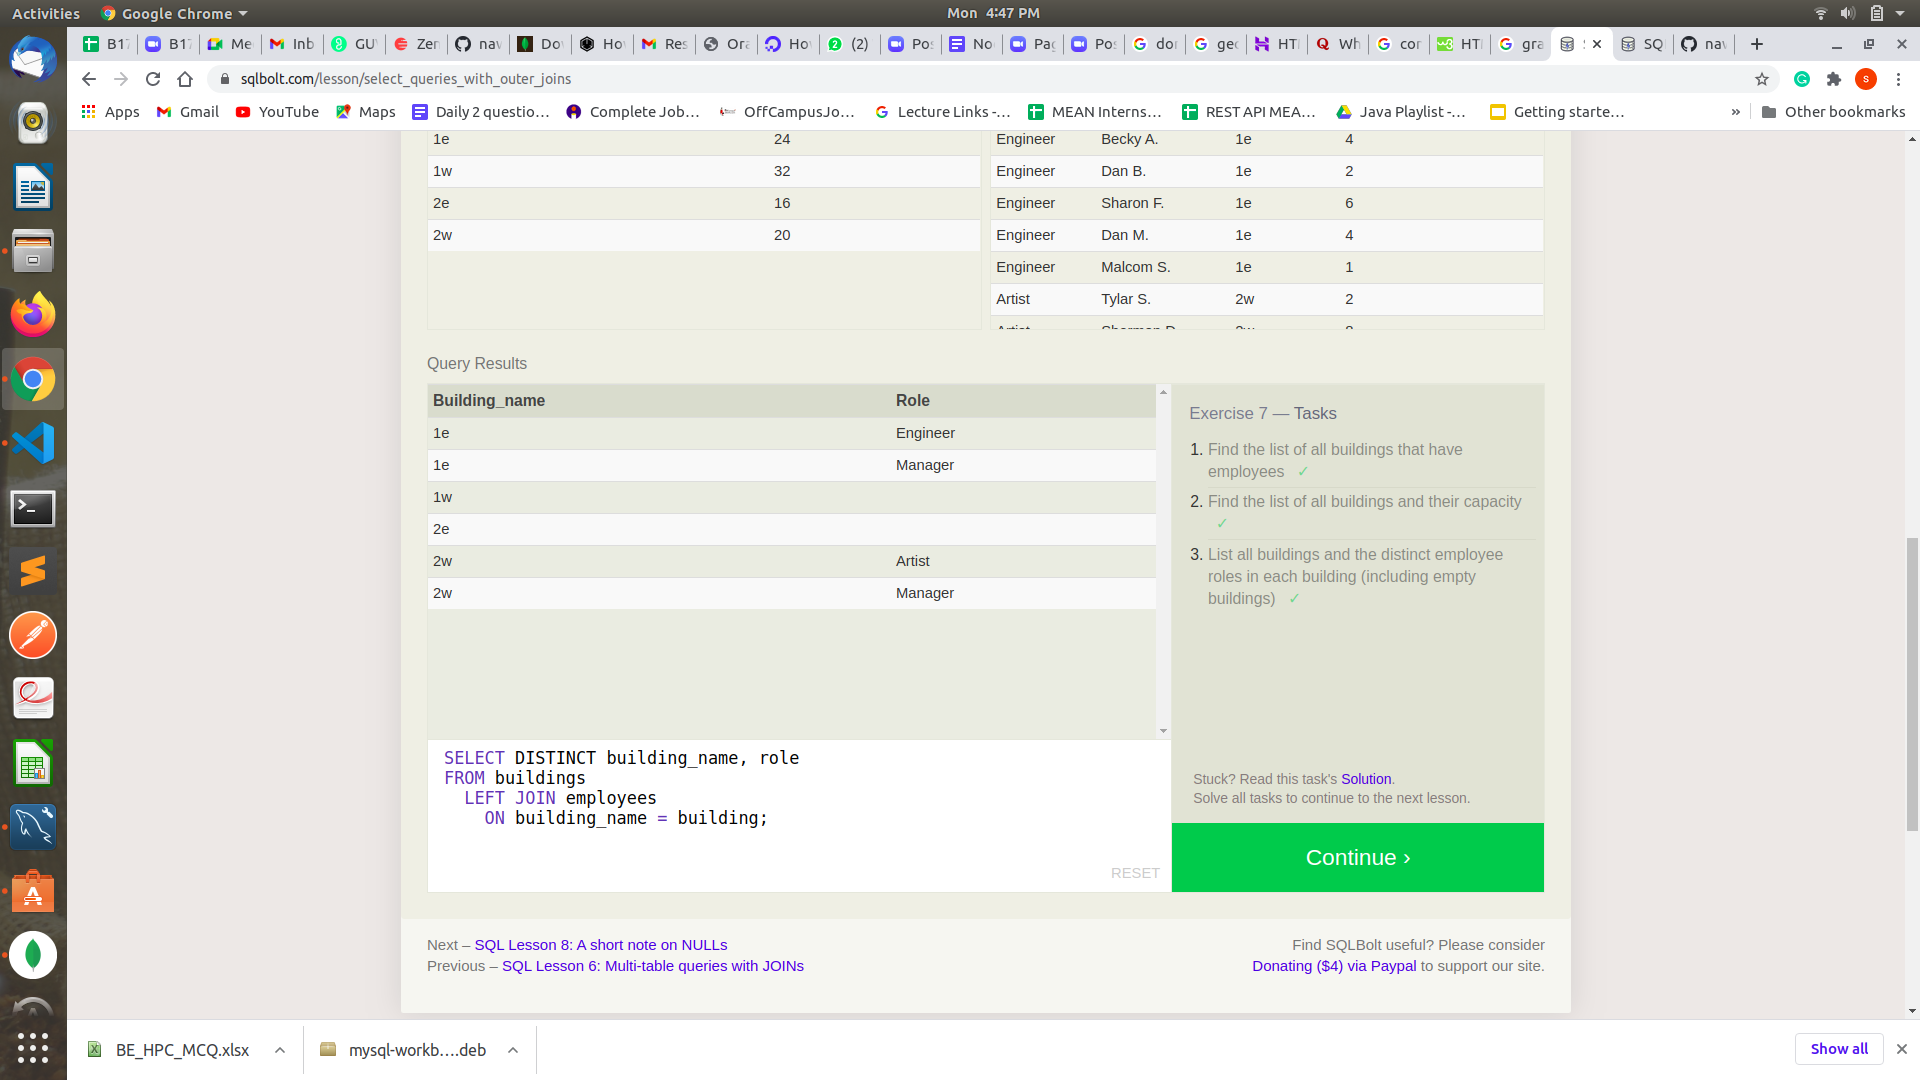 Activities Google Chrome Mon 4:47 PM
B17 B17 Me Inb GU Zen nav Do Ho Res Ora Ho (2) Pos No Pag Pos dor geo HTI Wh cor HTI gra SQ nav
sqlbolt.com/lesson/select_queries_with_outer_joins S
Apps Gmail YouTube Maps Daily 2 questio... Complete Job... OffCampusJo... Lecture Links -... MEAN Interns... REST API MEA... Java Playlist -... Getting starte... » Other bookmarks
1e 24 Engineer Becky A. 1e 4
1w 32 Engineer Dan B. 1e 2
2e 16 Engineer Sharon F. 1e 6
2w 20 Engineer Dan M. 1e 4
Engineer Malcom S. 1e 1
Artist Tylar S. 2w 2
Artist Sherman D. 2w 8
Query Results
Building_name Role
1e Engineer
1e Manager
1w
2e
2w Artist
2w Manager
Exercise 7 — Tasks
1. Find the list of all buildings that have
employees ✓
2. Find the list of all buildings and their capacity
✓
3. List all buildings and the distinct employee
roles in each building (including empty
buildings) ✓
SELECT DISTINCT building_name, role
FROM buildings
LEFT JOIN employees
ON building_name = building;
RESET
Stuck? Read this task's Solution.
Solve all tasks to continue to the next lesson.
Continue ›
Next – SQL Lesson 8: A short note on NULLs
Previous – SQL Lesson 6: Multi-table queries with JOINs
Find SQLBolt useful? Please consider
Donating ($4) via Paypal to support our site.
BE_HPC_MCQ.xlsx mysql-workb....deb Show all